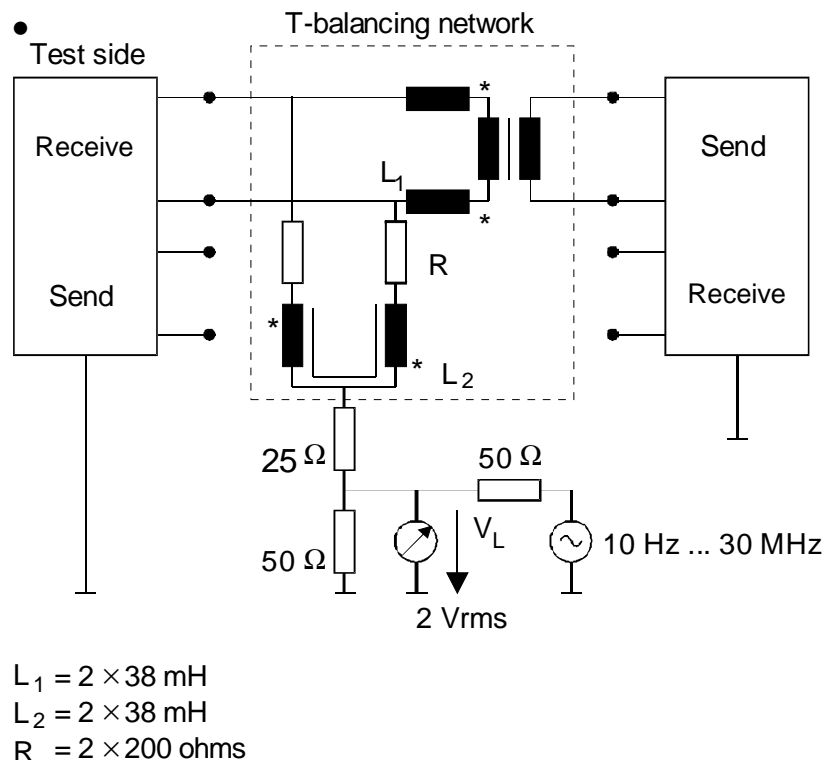 T-balancing network
Test side
*
Receive
Send
L1
*
R
Send
Receive
*
*
L2
25 Ω
50 Ω
50 Ω
VL
10 Hz ... 30 MHz
2 Vrms
L1 = 2 × 38 mH
L2 = 2 × 38 mH
R = 2 × 200 ohms